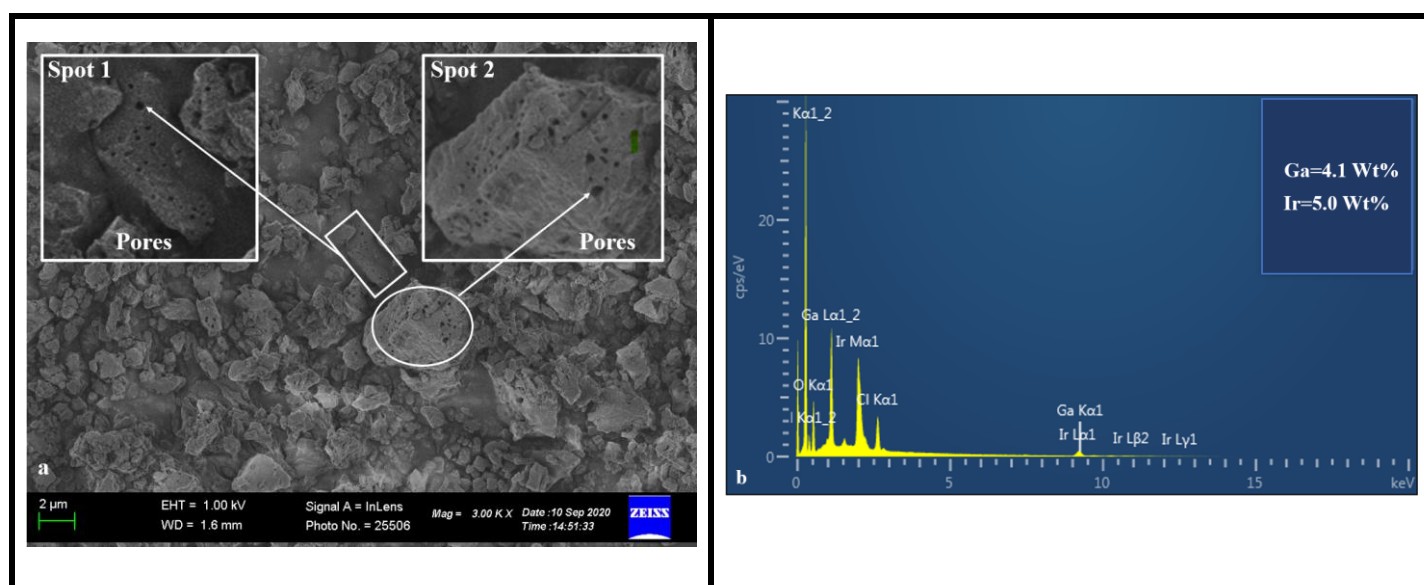 Spot 1
Spot 2
Pores
Pores
a
2 µm
EHT = 1.00 kV
WD = 1.6 mm
Signal A = InLens
Photo No. = 25506
Mag = 3.00 K X
Date :10 Sep 2020
Time :14:51:33
ZEISS
Kα1_2
Ga=4.1 Wt%
Ir=5.0 Wt%
20
cps/eV
Ga Lα1_2
10
Ir Mα1
O Kα1
Cl Kα1
Kα1_2
Ga Kα1
Ir Lα1
Ir Lβ2
Ir Lγ1
0
b
0
5
10
15
keV